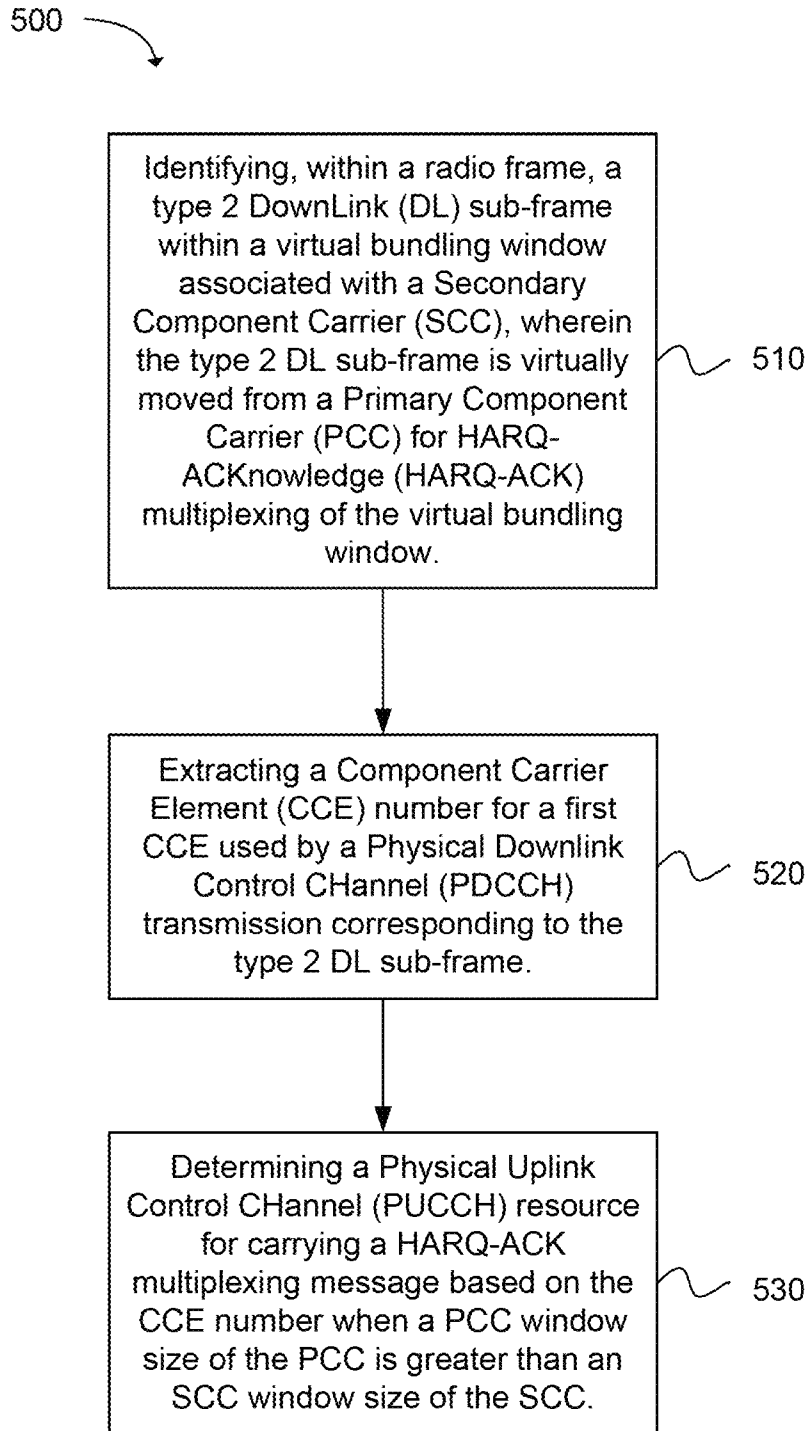 500
Identifying, within a radio frame, a
type 2 DownLink (DL) sub-frame
within a virtual bundling window
associated with a Secondary
Component Carrier (SCC), wherein
the type 2 DL sub-frame is virtually
moved from a Primary Component
Carrier (PCC) for HARQ-
ACKnowledge (HARQ-ACK)
multiplexing of the virtual bundling
window.
510
Extracting a Component Carrier
Element (CCE) number for a first
CCE used by a Physical Downlink
Control CHannel (PDCCH)
transmission corresponding to the
type 2 DL sub-frame.
520
Determining a Physical Uplink
Control CHannel (PUCCH) resource
for carrying a HARQ-ACK
multiplexing message based on the
CCE number when a PCC window
size of the PCC is greater than an
SCC window size of the SCC.
530